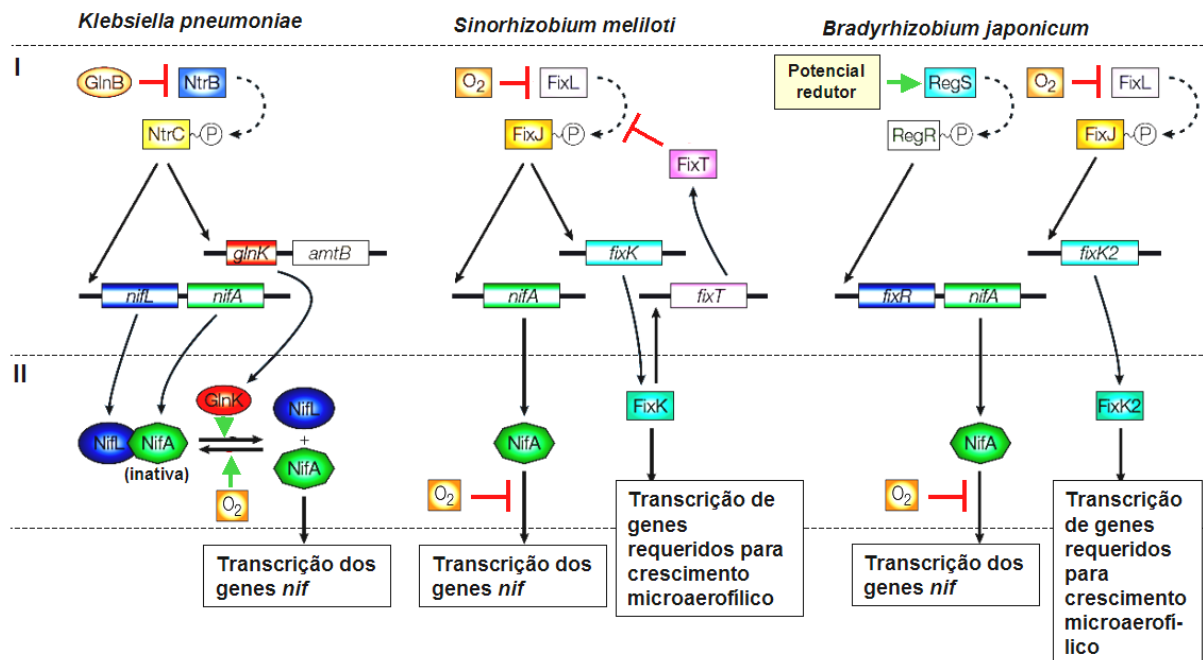 Klebsiella pneumoniae
Sinorhizobium meliloti
Bradyrhizobium japonicum
I
GlnB
NtrB
NtrC
P
glnK
amtB
nifL
nifA
O2
FixL
FixJ
P
FixT
fixK
nifA
fixT
Potencial
redutor
RegS
RegR
P
O2
FixL
FixJ
P
fixK2
fixR
nifA
II
GlnK
NifL
NifA
(inativa)
NifL
+
NifA
O2
Transcrição dos
genes nif
FixK
NifA
O2
Transcrição dos
genes nif
Transcrição de
genes
requeridos para
crescimento
microaerofílico
NifA
O2
Transcrição dos
genes nif
FixK2
Transcrição
de genes
requeridos
para
crescimento
microaerofí-
lico